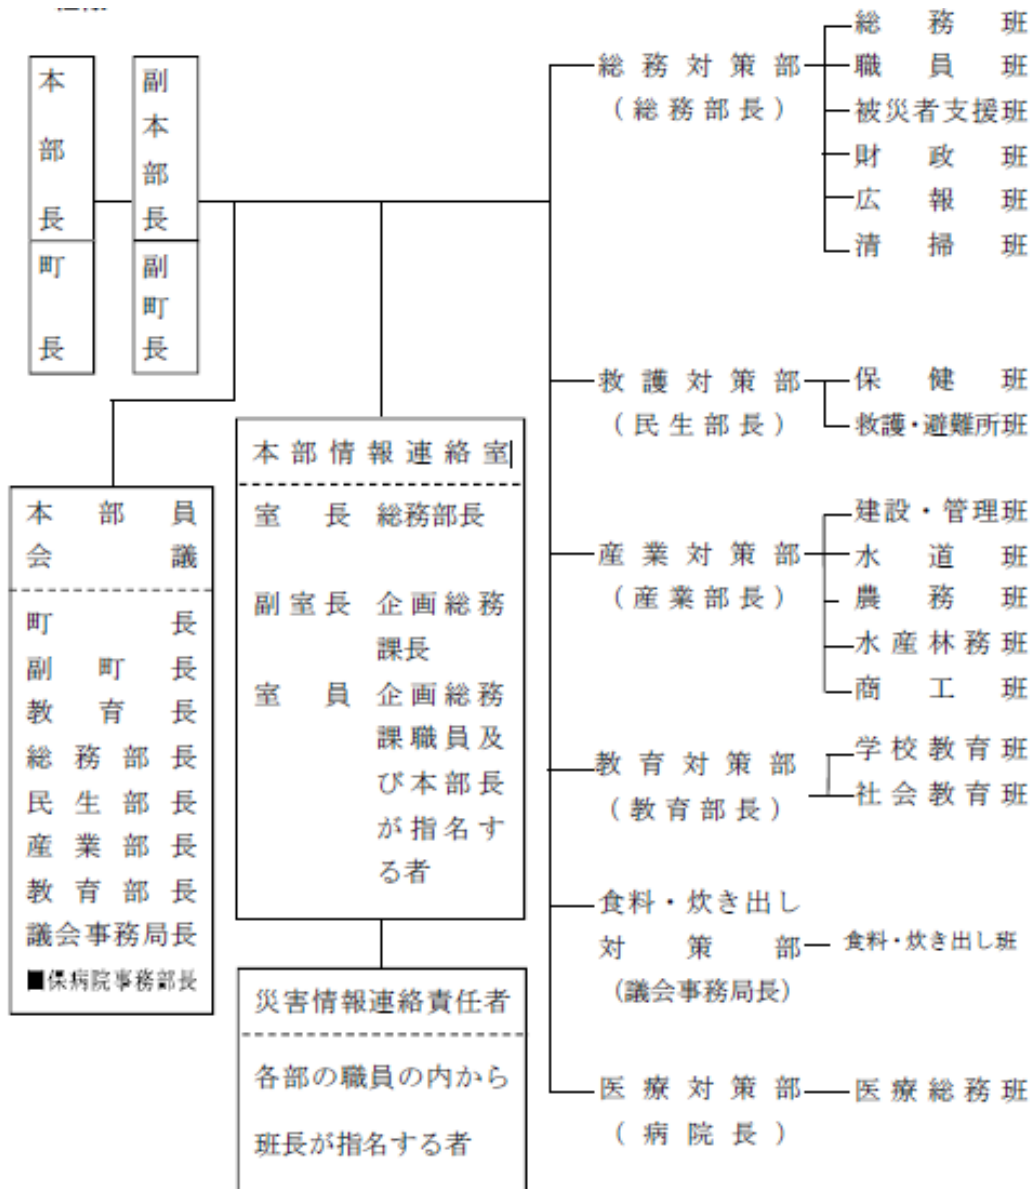 本部長
町長
副本部長
副町長
本部員
会議
町長
副町長
教育長
総務部長
民生部長
産業部長
教育部長
議会事務局長
■保病院事務部長
本部情報連絡室
室長 総務部長
副室長 企画総務
課長
室員 企画総務
課職員及
び本部長
が指名す
る者
災害情報連絡責任者
各部の職員の内から
班長が指名する者
総務対策部
(総務部長)
総務班
職員班
被災者支援班
財政班
広報班
清掃班
救護対策部
(民生部長)
保健班
救護・避難所班
産業対策部
(産業部長)
建設・管理班
水道班
農務班
水産林務班
商工班
教育対策部
(教育部長)
学校教育班
社会教育班
食料・炊き出し
対策部
(議会事務局長)
食料・炊き出し班
医療対策部
(病院長)
医療総務班